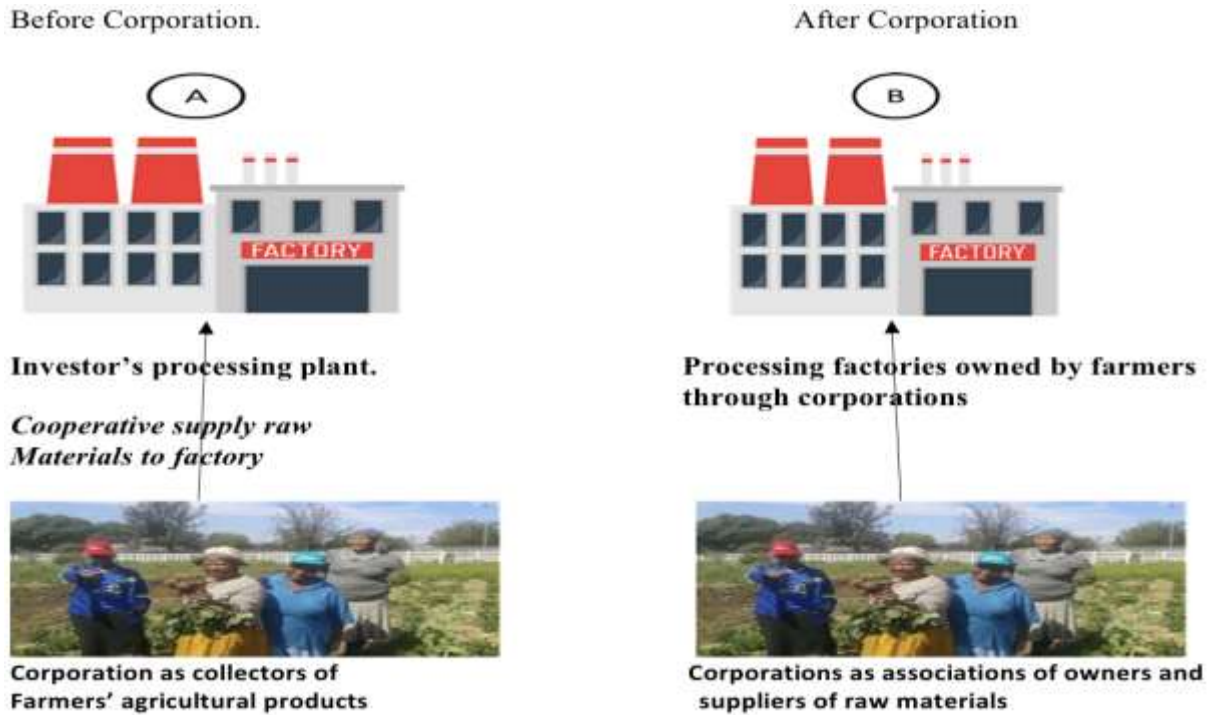 Before Corporation.
After Corporation
A
B
FACTORY
FACTORY
Investor's processing plant.
Cooperative supply raw
Materials to factory
Processing factories owned by farmers
through corporations
Corporation as collectors of
Farmers' agricultural products
Corporations as associations of owners and
suppliers of raw materials